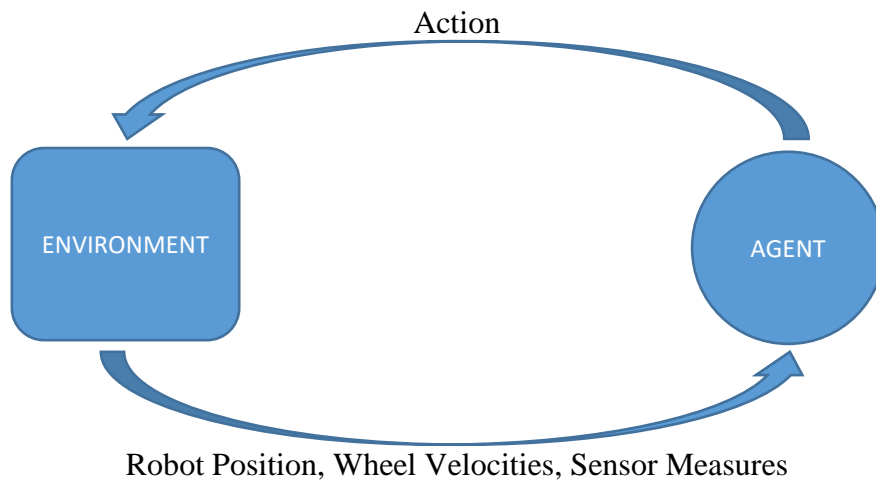 Action
ENVIRONMENT
AGENT
Robot Position, Wheel Velocities, Sensor Measures